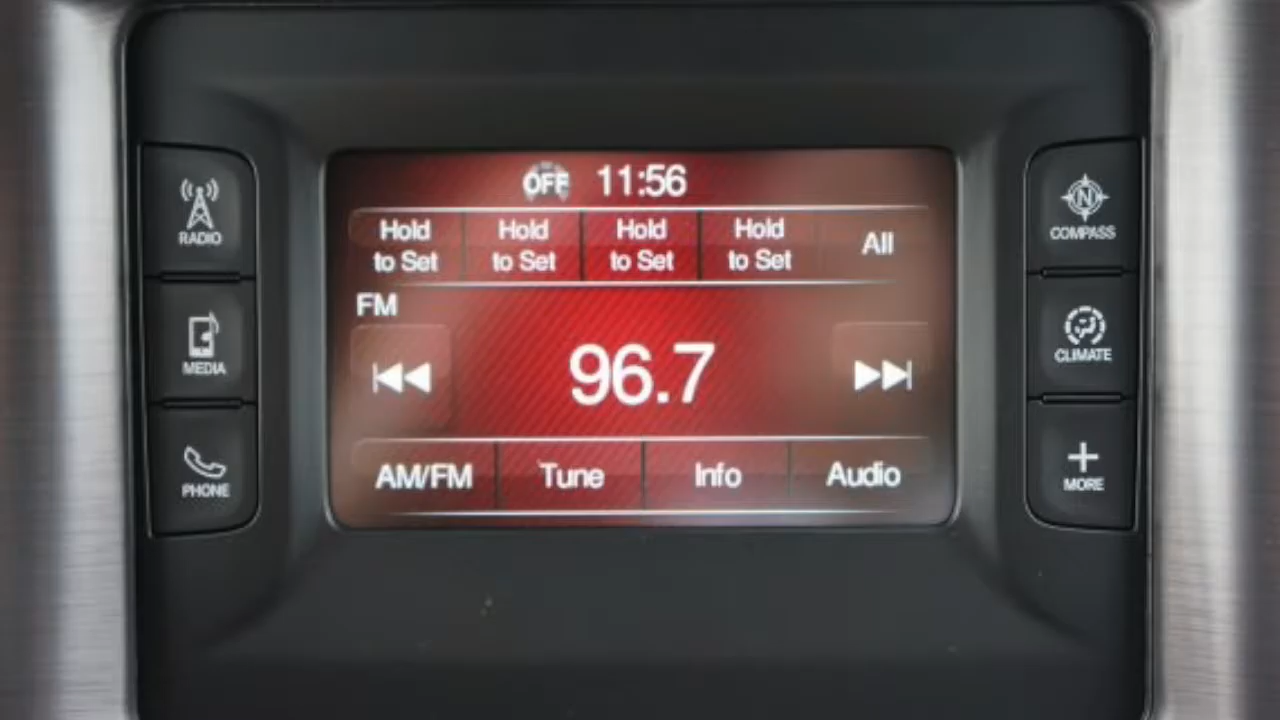 OFF 11:56
Hold to Set
Hold to Set
Hold to Set
Hold to Set
All
FM
96.7
AM/FM
Tune
Info
Audio
RADIO
MEDIA
PHONE
N
COMPASS
CLIMATE
MORE